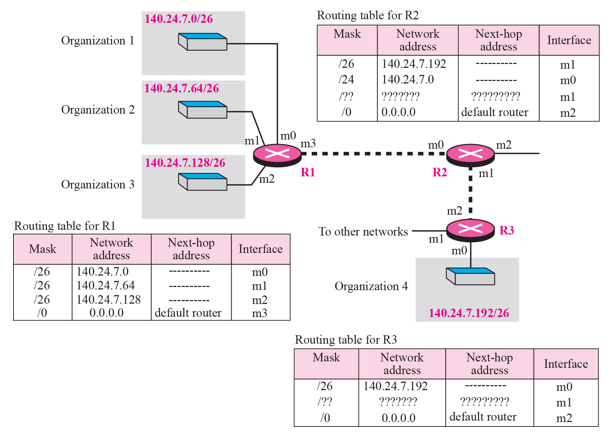 140.24.7.0/26
Organization 1
140.24.7.64/26
Organization 2
140.24.7.128/26
Organization 3
m1
m0
m3
m2
R1
m0
R2
m2
m1
m2
R3
To other networks
m1
m0
Organization 4
140.24.7.192/26
Routing table for R2
Mask Network address Next-hop address Interface
/26 140.24.7.192 ---------- m1
/24 140.24.7.0 ---------- m0
/?? ??????? ????????? m1
/0 0.0.0.0 default router m2
Routing table for R1
Mask Network address Next-hop address Interface
/26 140.24.7.0 ---------- m0
/26 140.24.7.64 ---------- m1
/26 140.24.7.128 ---------- m2
/0 0.0.0.0 default router m3
Routing table for R3
Mask Network address Next-hop address Interface
/26 140.24.7.192 ---------- m0
/?? ??????? ????????? m1
/0 0.0.0.0 default router m2